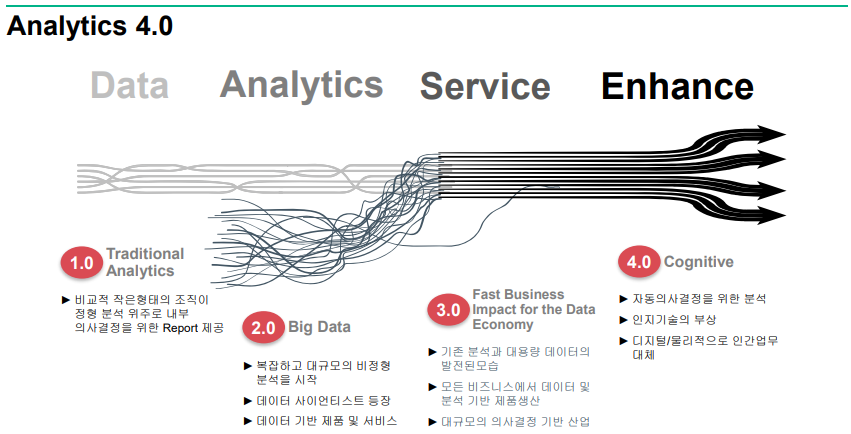 Analytics 4.0
Data Analytics Service Enhance
1.0
Traditional
Analytics
▶ 비교적 작은형태의 조직이
정형 분석 위주로 내부
의사결정을 위한 Report 제공
2.0
Big Data
▶ 복잡하고 대규모의 비정형
분석을 시작
▶ 데이터 사이언티스트 등장
▶ 데이터 기반 제품 및 서비스
3.0
Fast Business
Impact for the Data
Economy
▶ 기존 분석과 대용량 데이터의
발전된모습
▶ 모든 비즈니스에서 데이터 및
분석 기반 제품생산
▶ 대규모의 의사결정 기반 산업
4.0
Cognitive
▶ 자동의사결정을 위한 분석
▶ 인지기술의 부상
▶ 디지털/물리적으로 인간업무
대체